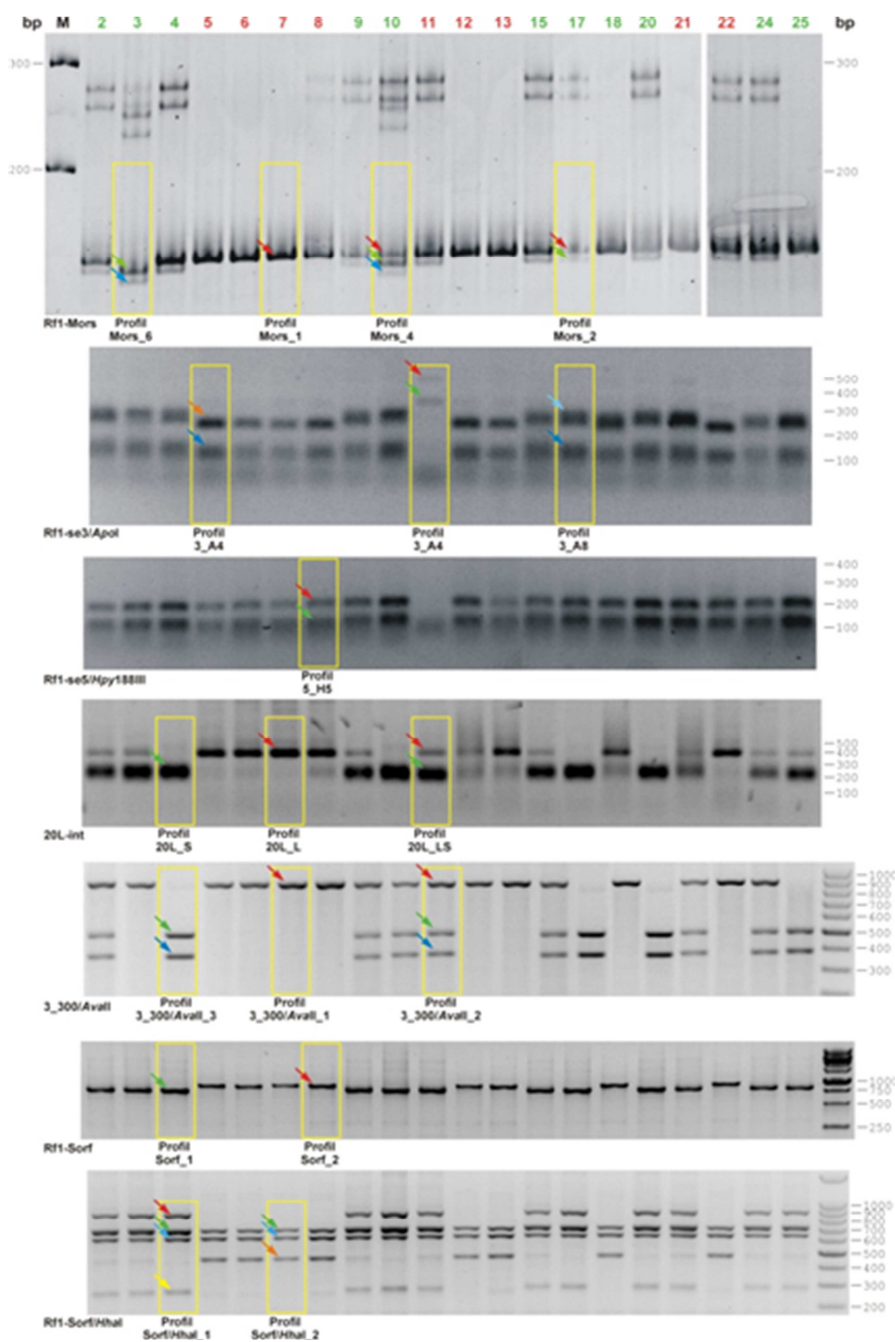 bp M 2 3 4 5 6 7 8 9 10 11 12 13 15 17 18 20 21 22 24 25 bp
300 300
200 200
Rf1-Mors Profil Profil Profil Profil
Mors_6 Mors_1 Mors_4 Mors_2
500
400
300
200
100
Rf1-se3/ApoI Profil Profil Profil
3_A4 3_A4 3_A8
400
300
200
100
Rf1-se5/Hpy188III Profil
5_H5
500
400
300
200
100
20L-int Profil Profil Profil
20L_S 20L_L 20L_LS
1000
900
800
700
600
500
400
300
3_300/AvaII Profil Profil Profil
3_300/AvaII_3 3_300/AvaII_1 3_300/AvaII_2
1000
750
500
250
Rf1-Sorf Profil Profil
Sorf_1 Sorf_2
1000
900
800
700
600
500
400
300
200
Rf1-Sorf/HhaI Profil Profil
Sorf/HhaI_1 Sorf/HhaI_2